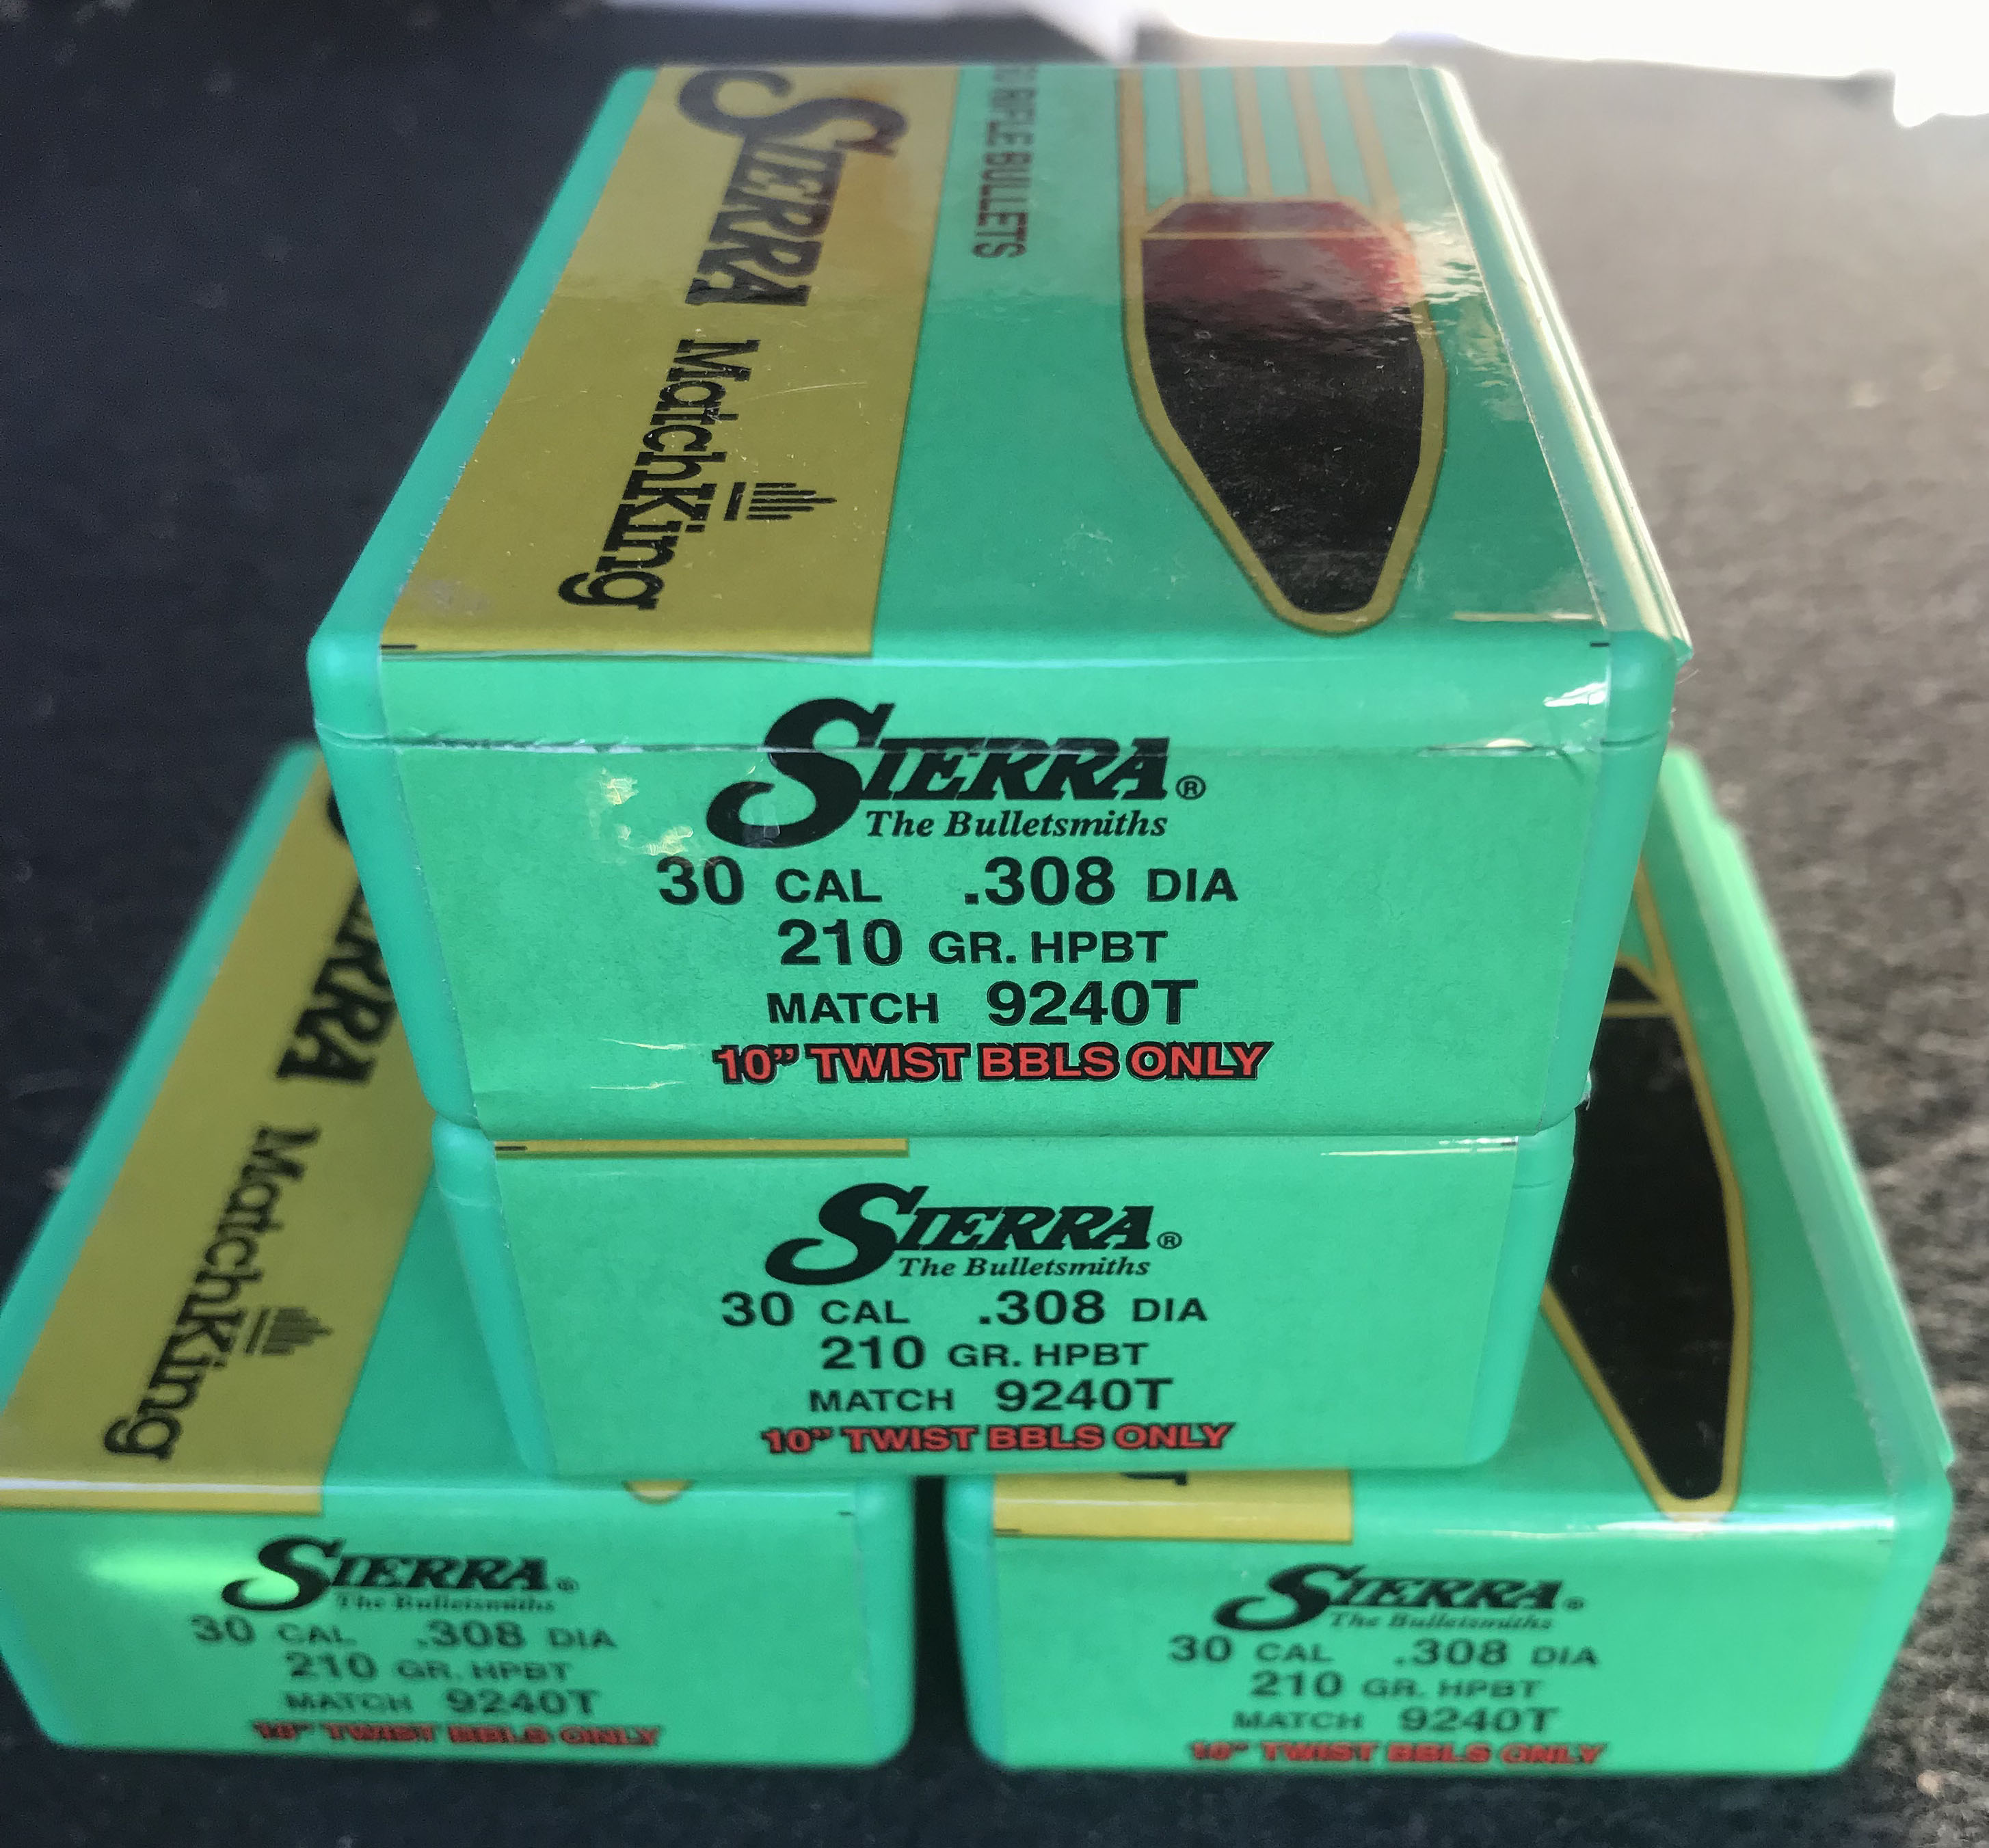 SIERRA MatchKing
RIFLE BULLETS
SIERRA®
The Bulletsmiths
30 CAL .308 DIA
210 GR. HPBT
MATCH 9240T
10” TWIST BBLS ONLY
MatchKing
SIERRA®
The Bulletsmiths
30 CAL .308 DIA
210 GR. HPBT
MATCH 9240T
10” TWIST BBLS ONLY
SIERRA®
The Bulletsmiths
30 CAL .308 DIA
210 GR. HPBT
MATCH 9240T
10” TWIST BBLS ONLY
SIERRA®
The Bulletsmiths
30 CAL .308 DIA
210 GR. HPBT
MATCH 9240T
10” TWIST BBLS ONLY